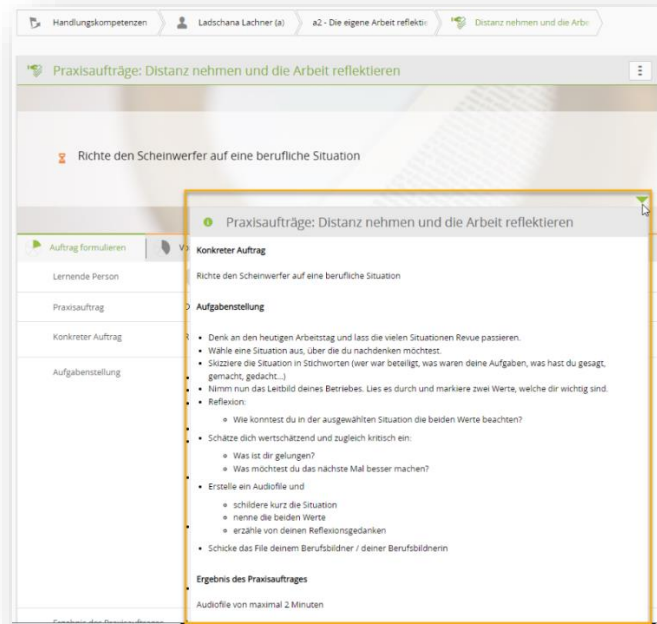 Handlungskompetenzen Ladschana Lachner (a) a2 - Die eigene Arbeit reflektie Distanz nehmen und die Arbe
Praxisaufträge: Distanz nehmen und die Arbeit reflektieren
Richte den Scheinwerfer auf eine berufliche Situation
Auftrag formulieren
Lernende Person
Praxisauftrag
Konkreter Auftrag
Aufgabenstellung
Praxisaufträge: Distanz nehmen und die Arbeit reflektieren
Konkreter Auftrag
Richte den Scheinwerfer auf eine berufliche Situation
Aufgabenstellung
• Denk an den heutigen Arbeitstag und lass die vielen Situationen Revue passieren.
• Wähle eine Situation aus, über die du nachdenken möchtest.
• Skizziere die Situation in Stichworten (wer war beteiligt, was waren deine Aufgaben, was hast du gesagt,
gemacht, gedacht...)
• Nimm nun das Leitbild deines Betriebes. Lies es durch und markiere zwei Werte, welche dir wichtig sind.
• Reflexion:
Wie konntest du in der ausgewählten Situation die beiden Werte beachten?
• Schätze dich wertschätzend und zugleich kritisch ein:
Was ist dir gelungen?
Was möchtest du das nächste Mal besser machen?
• Erstelle ein Audiofile und
schildere kurz die Situation
nenne die beiden Werte
erzähle von deinen Reflexionsgedanken
• Schicke das File deinem Berufsbildner / deiner Berufsbildnerin
Ergebnis des Praxisauftrages
Audiofile von maximal 2 Minuten